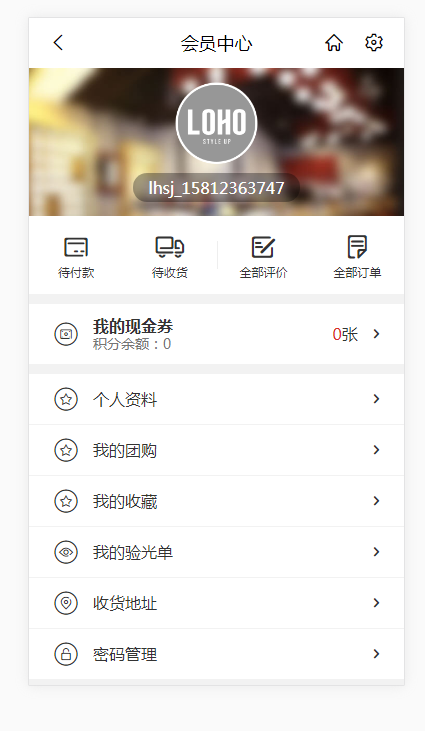 会员中心
LOHO
STYLE UP
lhsj_15812363747
待付款
待收货
全部评价
全部订单
我的现金券
0张
积分余额：0
个人资料
我的团购
我的收藏
我的验光单
收货地址
密码管理